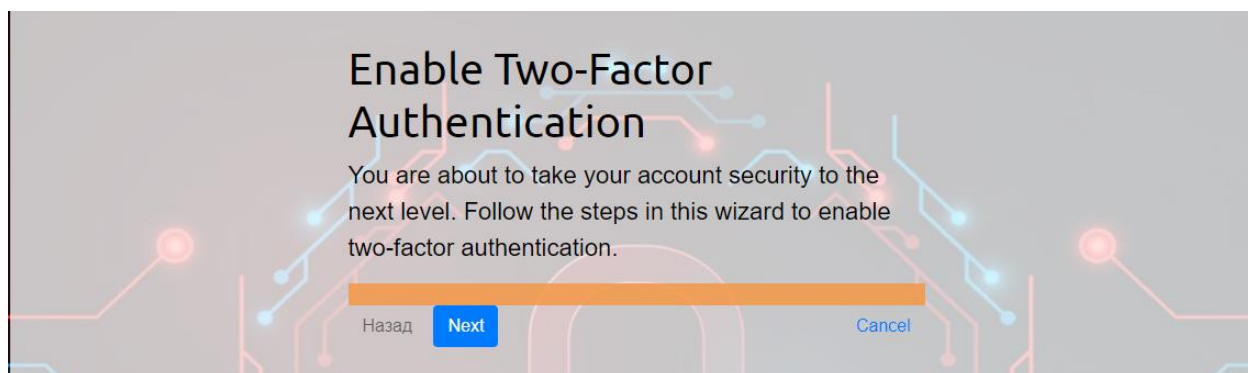 Enable Two-Factor
Authentication
You are about to take your account security to the
next level. Follow the steps in this wizard to enable
two-factor authentication.
Назад Next Cancel